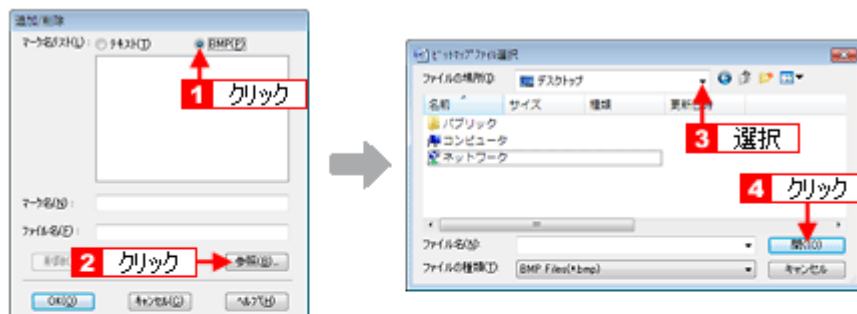 追加/削除
マーク名リスト(L): テキスト(T) BMP(P)
1 クリック
マーク名(N):
ファイル名(F):
2 クリック 参照(B)...
OK(O) キャンセル(C) ヘルプ(H)
ビットマップファイル選択
ファイルの場所(I): デスクトップ
名前 サイズ 種類
パブリック
コンピュータ
ネットワーク
3 選択
4 クリック
ファイル名(N): 開く(O)
ファイルの種類(T): BMP Files(*.bmp) キャンセル